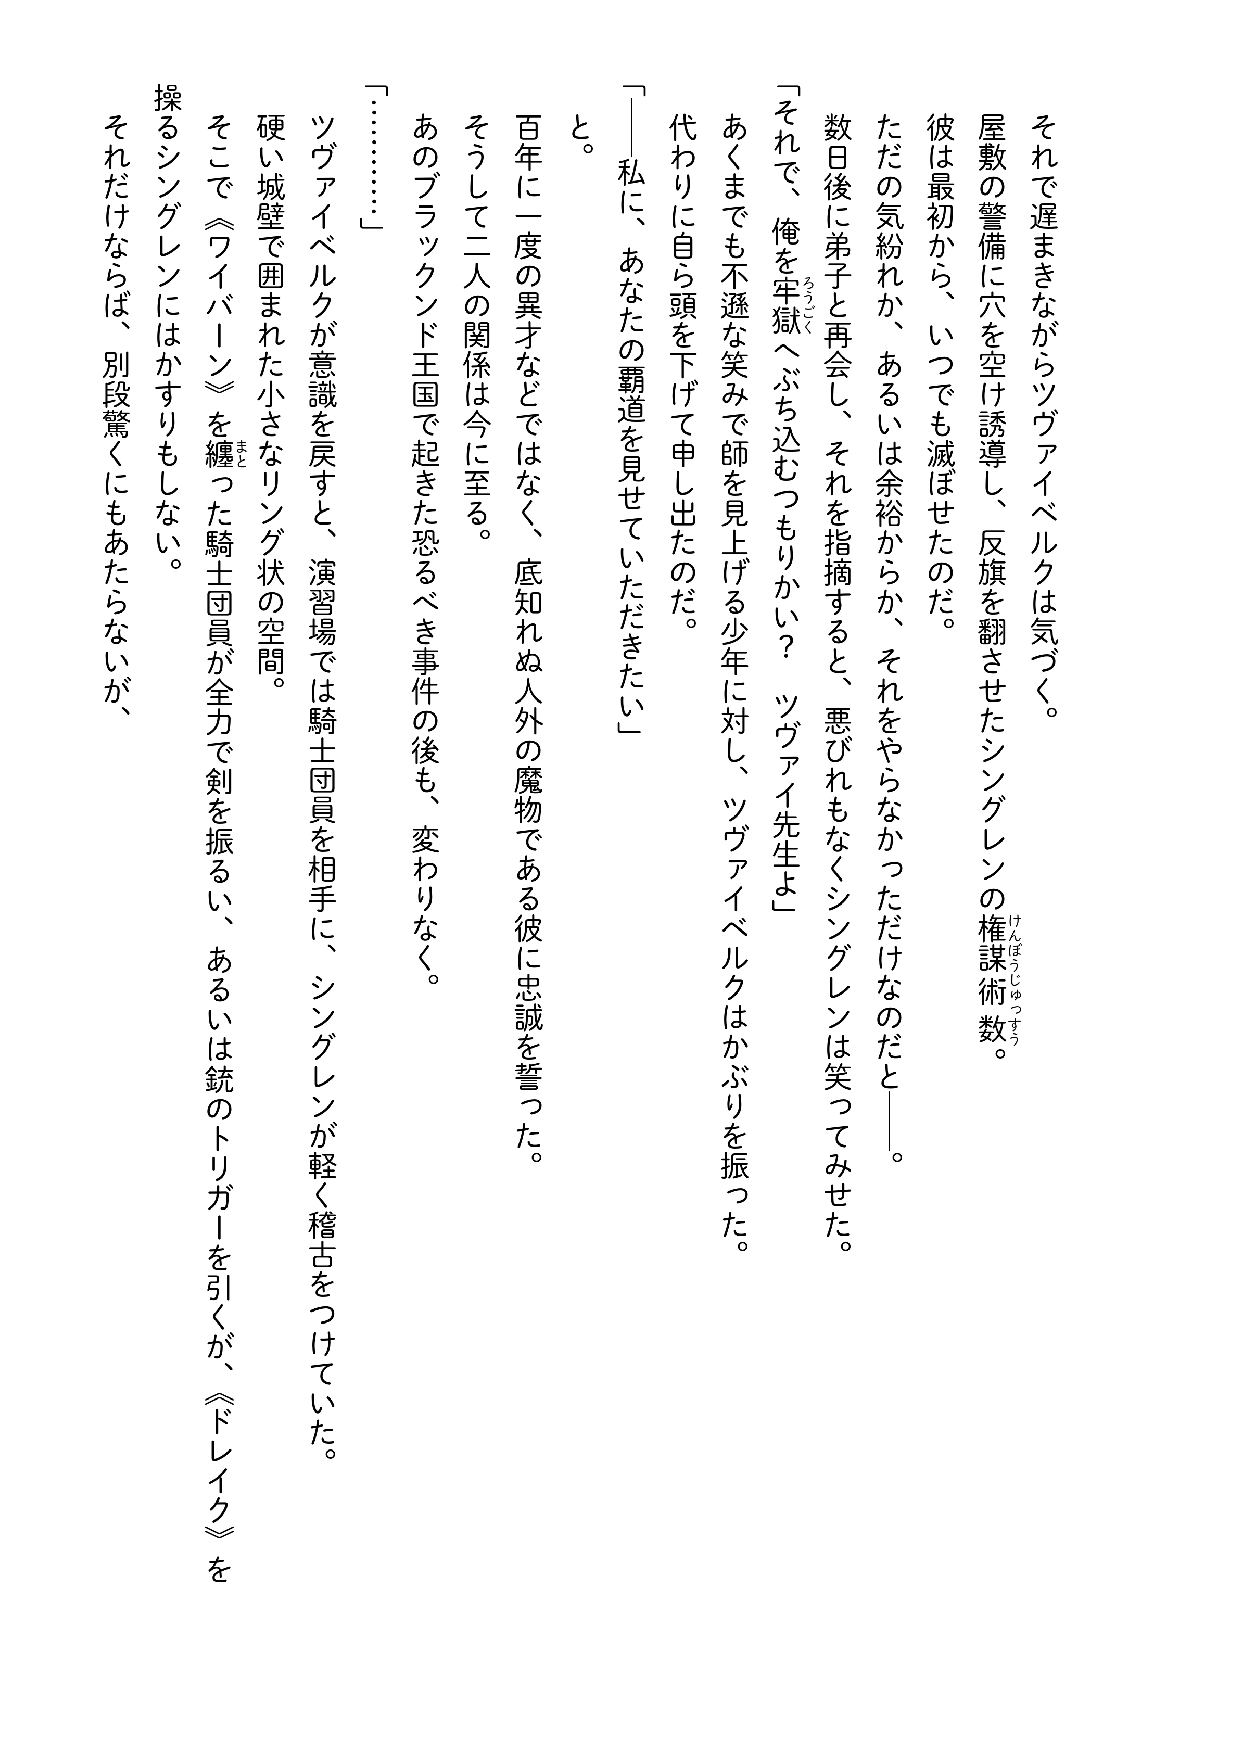 それで遅まきながらツヴァイベルクは気づく。
屋敷の警備に穴を空け誘導し、反旗を翻させたシングレンの権謀術数。
けんぼうじゅっすう
彼は最初から、いつでも滅ぼせたのだ。
ただの気紛れか、あるいは余裕からか、それをやらなかっただけなのだと――。
数日後に弟子と再会し、それを指摘すると、悪びれもなくシングレンは笑ってみせた。
「それで、俺を牢獄へぶち込むつもりかい？　ツヴァイ先生よ」
ろうごく
あくまでも不遜な笑みで師を見上げる少年に対し、ツヴァイベルクはかぶりを振った。
代わりに自ら頭を下げて申し出たのだ。
「――私に、あなたの覇道を見せていただきたい」
と。
百年に一度の異才などではなく、底知れぬ人外の魔物である彼に忠誠を誓った。
そうして二人の関係は今に至る。
あのブラックンド王国で起きた恐るべき事件の後も、変わりなく。
「…………」
ツヴァイベルクが意識を戻すと、演習場では騎士団員を相手に、シングレンが軽く稽古をつけていた。
硬い城壁で囲まれた小さなリング状の空間。
そこで《ワイバーン》を纏った騎士団員が全力で剣を振るい、あるいは銃のトリガーを引くが、《ドレイク》を
まと
操るシングレンにはかすりもしない。
それだけならば、別段驚くにもあたらないが、